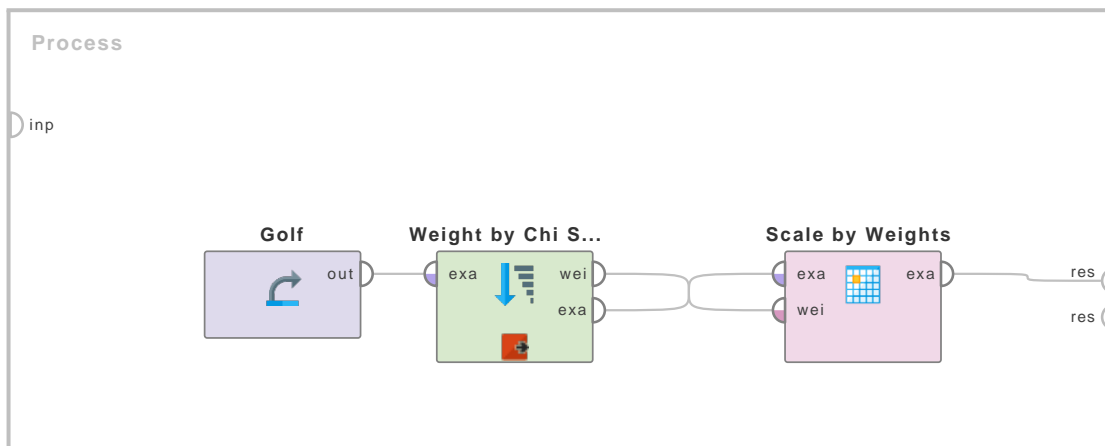 Process
inp
Golf
Weight by Chi S...
Scale by Weights
out
exa
wei
exa
exa
wei
exa
res
res